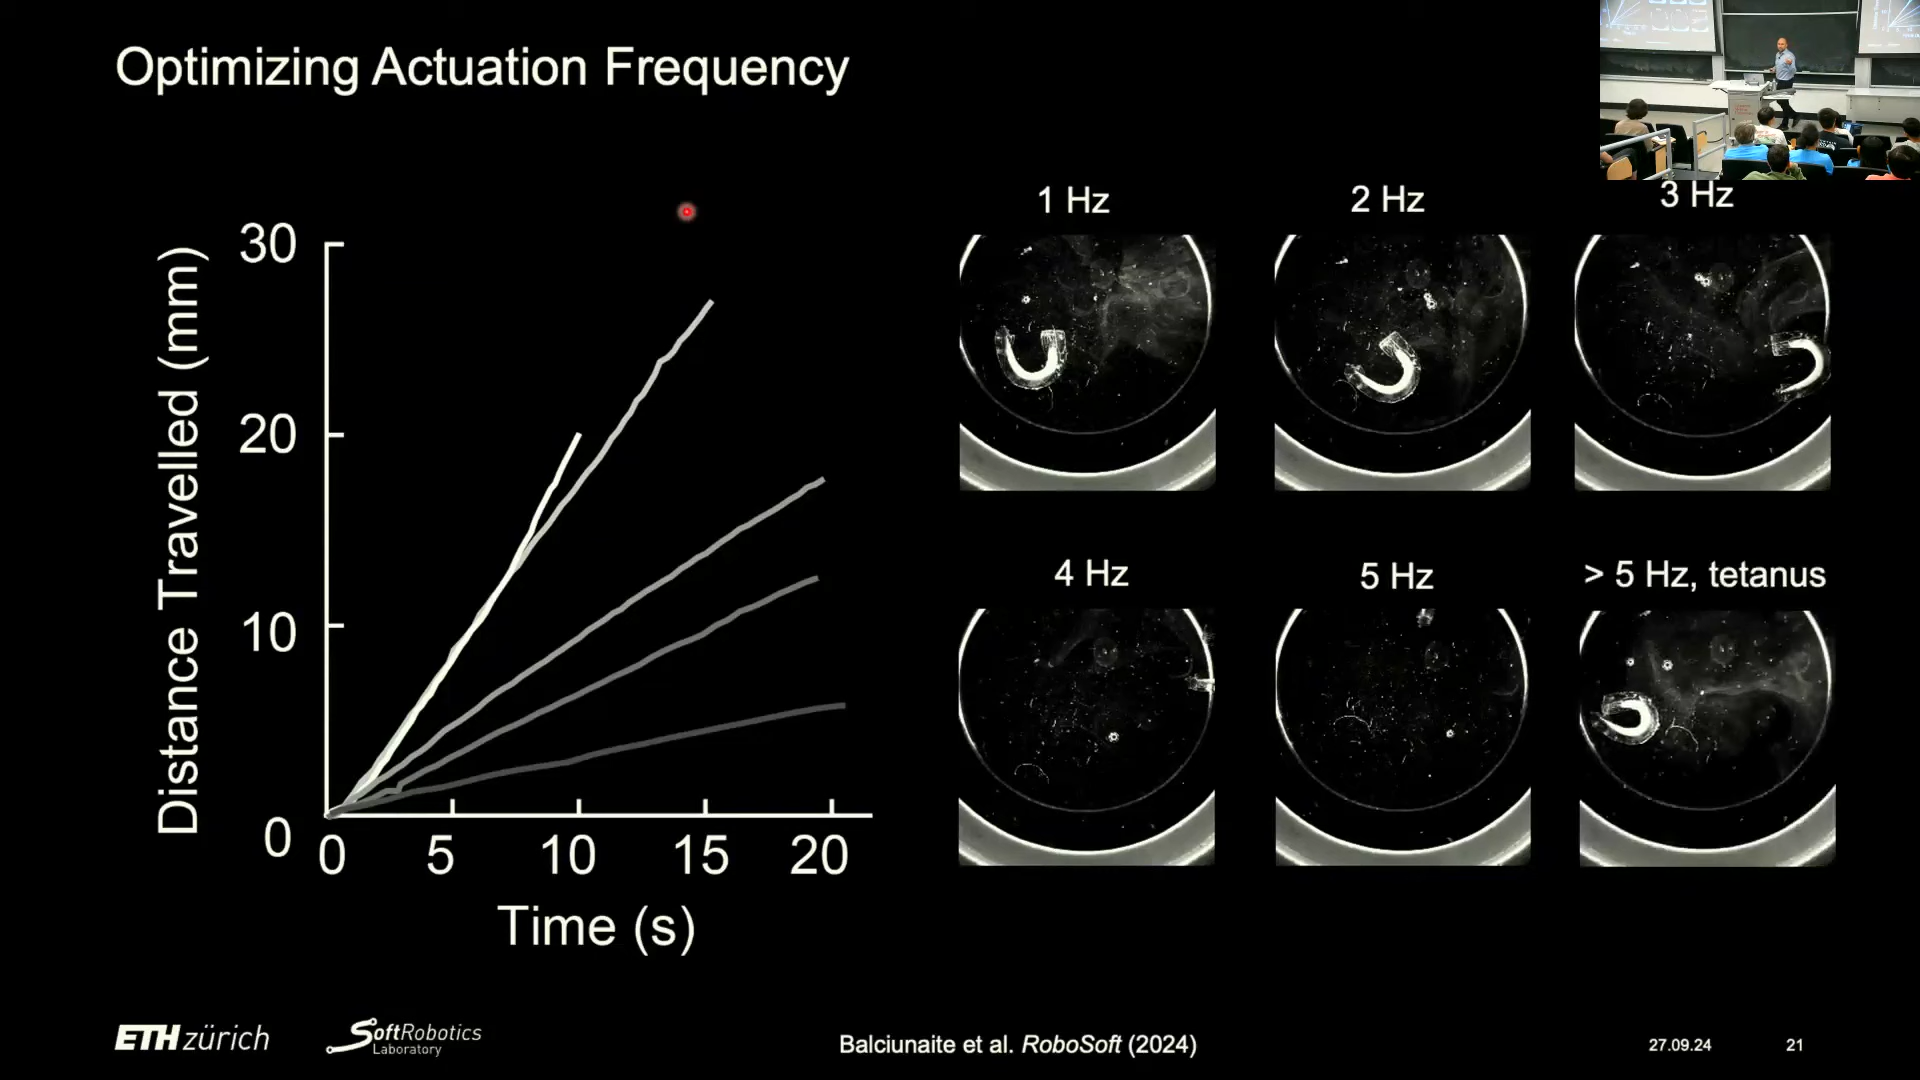 Optimizing Actuation Frequency
Distance Travelled (mm)
30
20
10
0
0 5 10 15 20
Time (s)
1 Hz
2 Hz
3 Hz
4 Hz
5 Hz
> 5 Hz, tetanus
ETH zürich
SoftRobotics
Laboratory
Balciunaite et al. RoboSoft (2024)
27.09.24
21